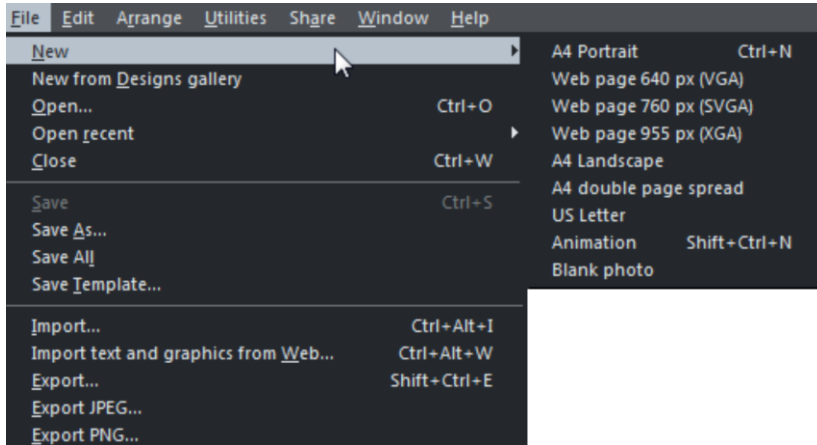 File Edit Arrange Utilities Share Window Help
New
New from Designs gallery
Open... Ctrl+O
Open recent
Close Ctrl+W
Save Ctrl+S
Save As...
Save All
Save Template...
Import... Ctrl+Alt+I
Import text and graphics from Web... Ctrl+Alt+W
Export... Shift+Ctrl+E
Export JPEG...
Export PNG...
A4 Portrait Ctrl+N
Web page 640 px (VGA)
Web page 760 px (SVGA)
Web page 955 px (XGA)
A4 Landscape
A4 double page spread
US Letter
Animation Shift+Ctrl+N
Blank photo